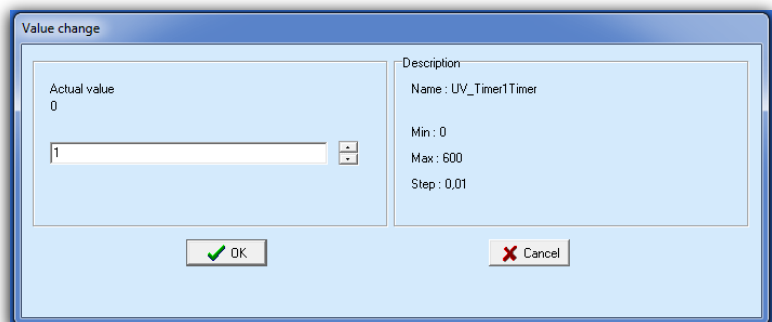 Value change
Actual value
0
1
Description
Name : UV_Timer1Timer
Min : 0
Max : 600
Step : 0,01
OK
Cancel